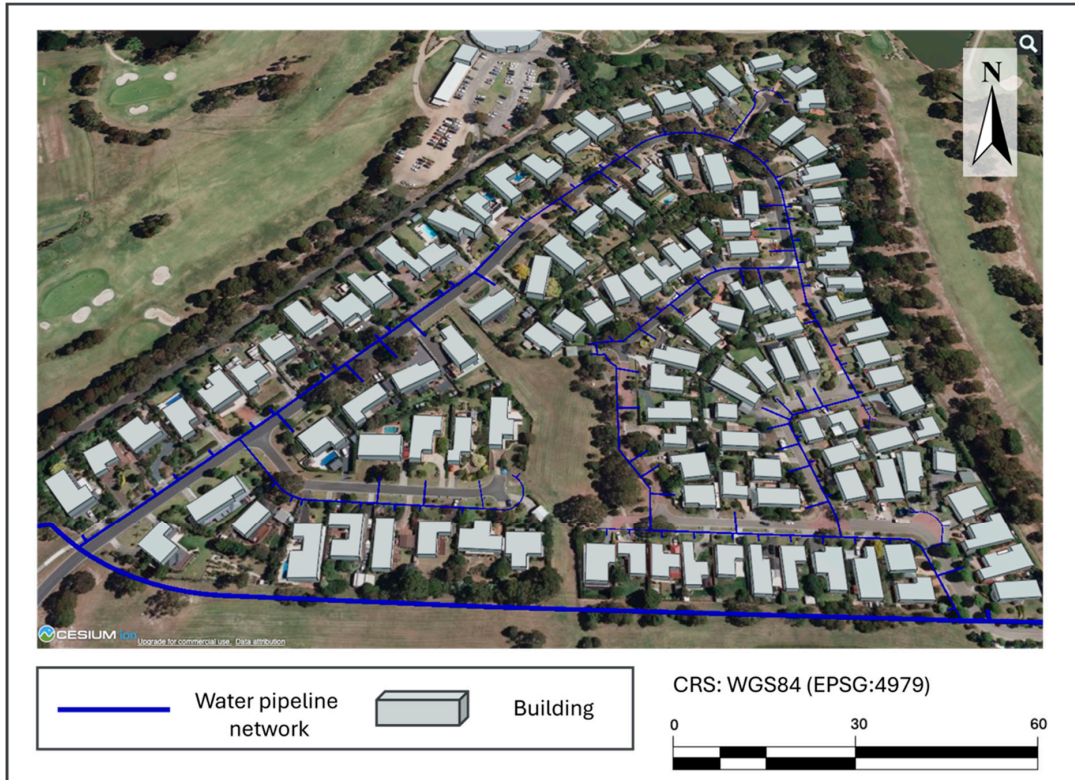 N
CESIUM ion
Upgrade for commercial use. Data attribution
Water pipeline
network
Building
CRS: WGS84 (EPSG:4979)
0 30 60